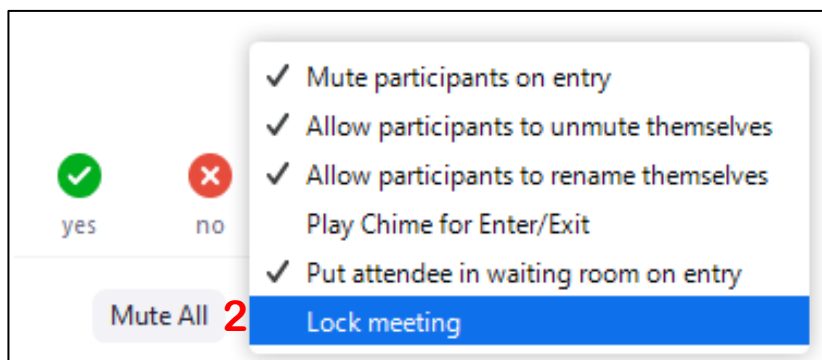 ✓ Mute participants on entry
✓ Allow participants to unmute themselves
✓ Allow participants to rename themselves
yes no Play Chime for Enter/Exit
✓ Put attendee in waiting room on entry
Mute All 2 Lock meeting